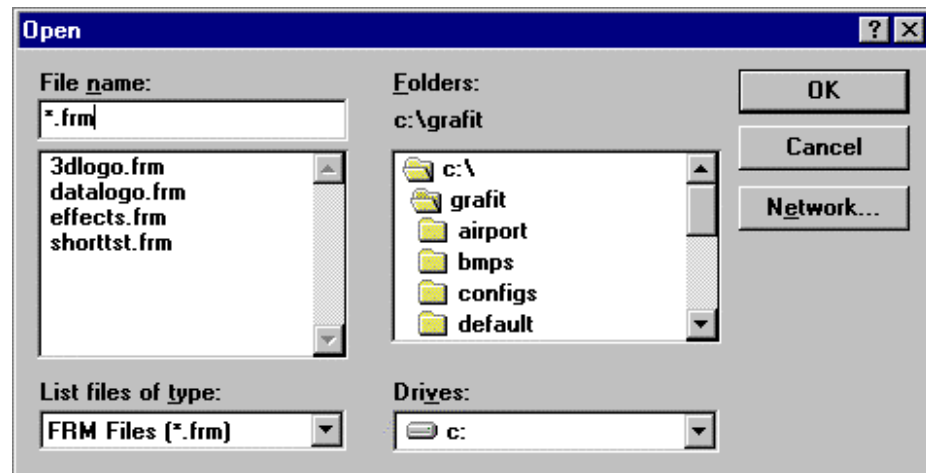 Open
File name:
*.frm
3dlogo.frm
datalogo.frm
effects.frm
shorttst.frm
List files of type:
FRM Files (*.frm)
Folders:
c:\grafit
c:\
grafit
airport
bmps
configs
default
Drives:
c:
OK
Cancel
Network...